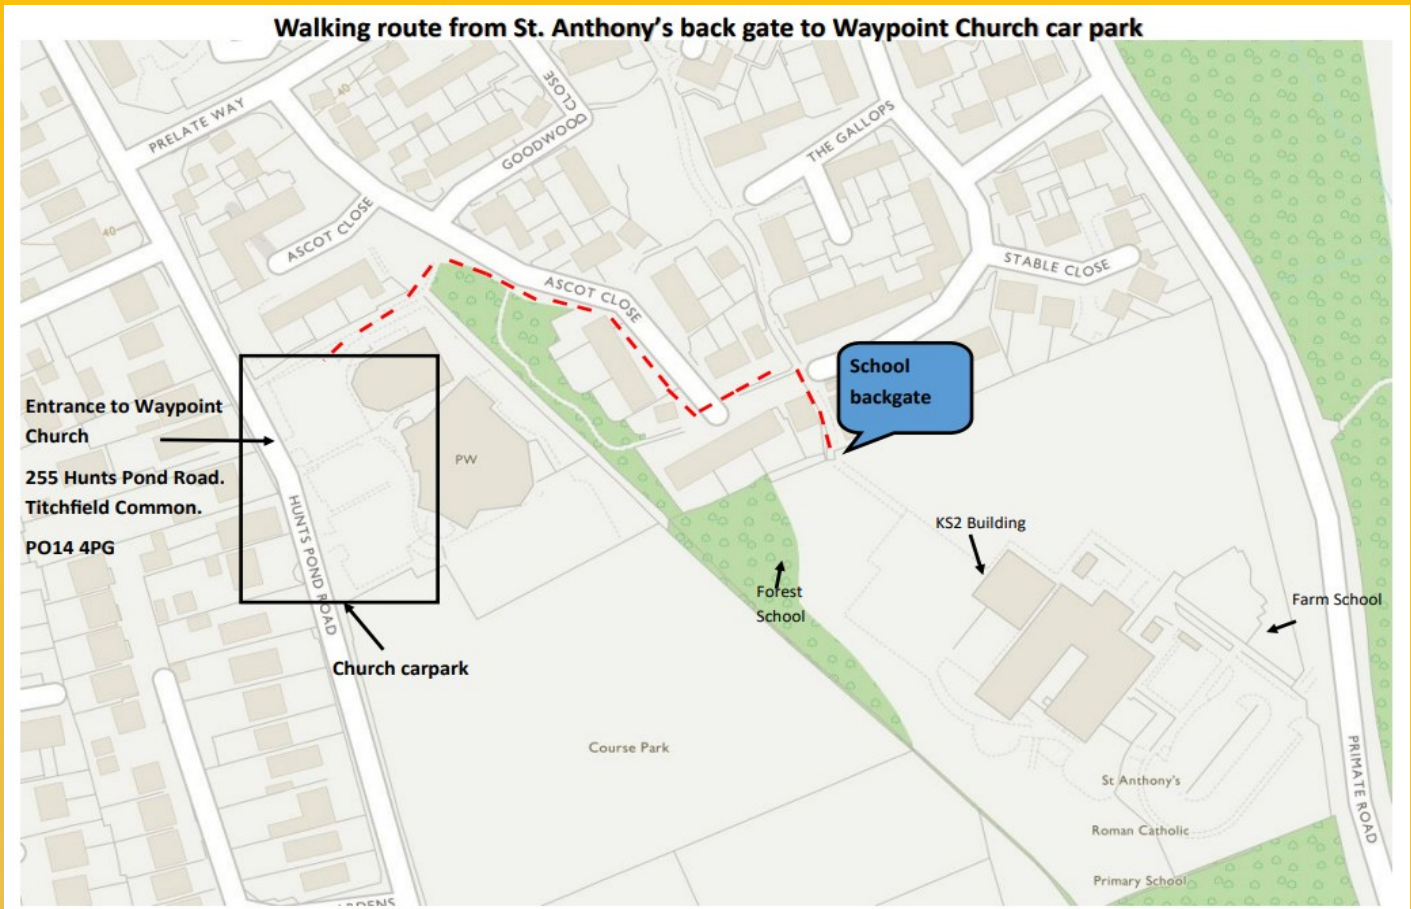 Walking route from St. Anthony’s back gate to Waypoint Church car park
PRELATE WAY
40
GOODWOOD CLOSE
THE GALLOPS
ASCOT CLOSE
40
STABLE CLOSE
ASCOT CLOSE
School
backgate
Entrance to Waypoint
Church
255 Hunts Pond Road.
Titchfield Common.
PO14 4PG
PW
HUNTS POND ROAD
KS2 Building
Forest
School
Farm School
Church carpark
Course Park
PRIMATE ROAD
St Anthony's
Roman Catholic
Primary School